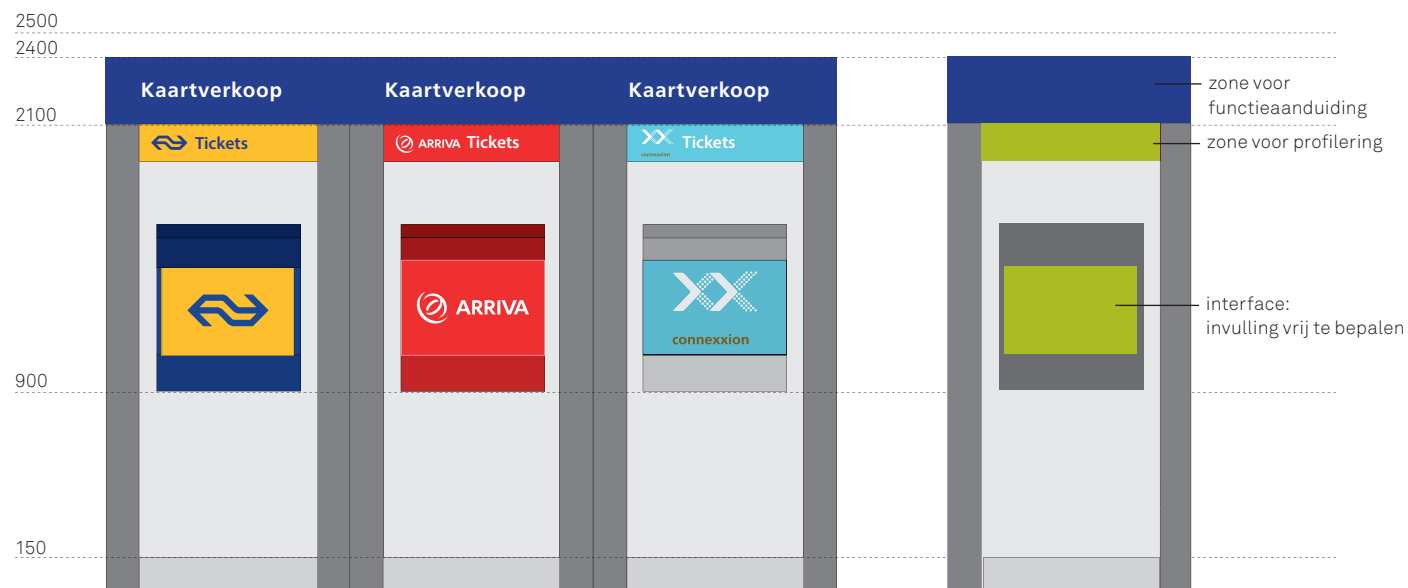 2500
2400
Kaartverkoop Kaartverkoop Kaartverkoop
zone voor
functieaanduiding
2100
Tickets ARRIVA Tickets connexxion Tickets
zone voor profilering
ARRIVA
connexxion
interface:
invulling vrij te bepalen
900
150